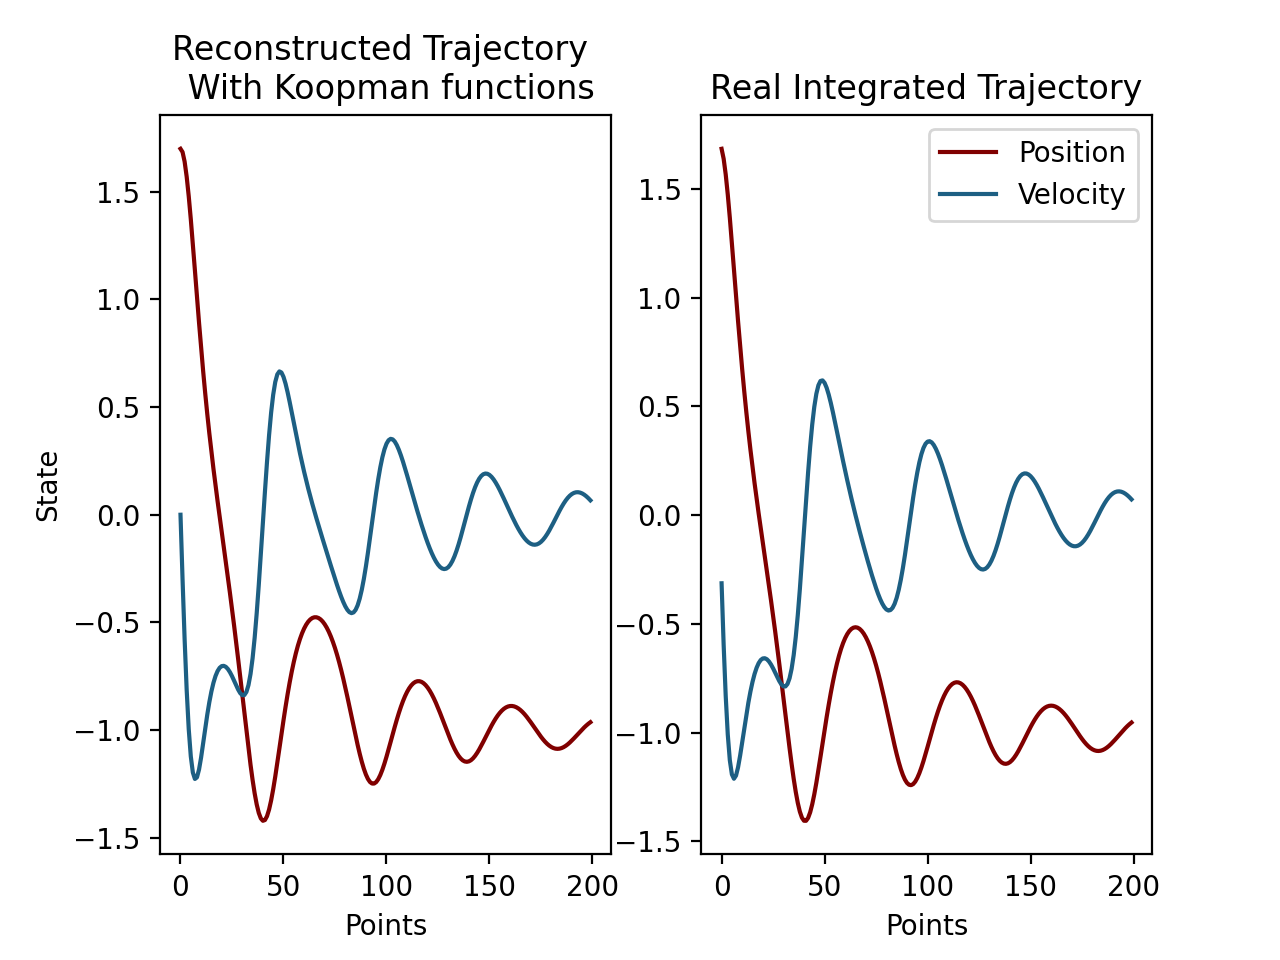 Reconstructed Trajectory
With Koopman functions
Real Integrated Trajectory
Position
Velocity
State
1.5
1.0
0.5
0.0
−0.5
−1.0
−1.5
0 50 100 150 200
Points
1.5
1.0
0.5
0.0
−0.5
−1.0
−1.5
0 50 100 150 200
Points